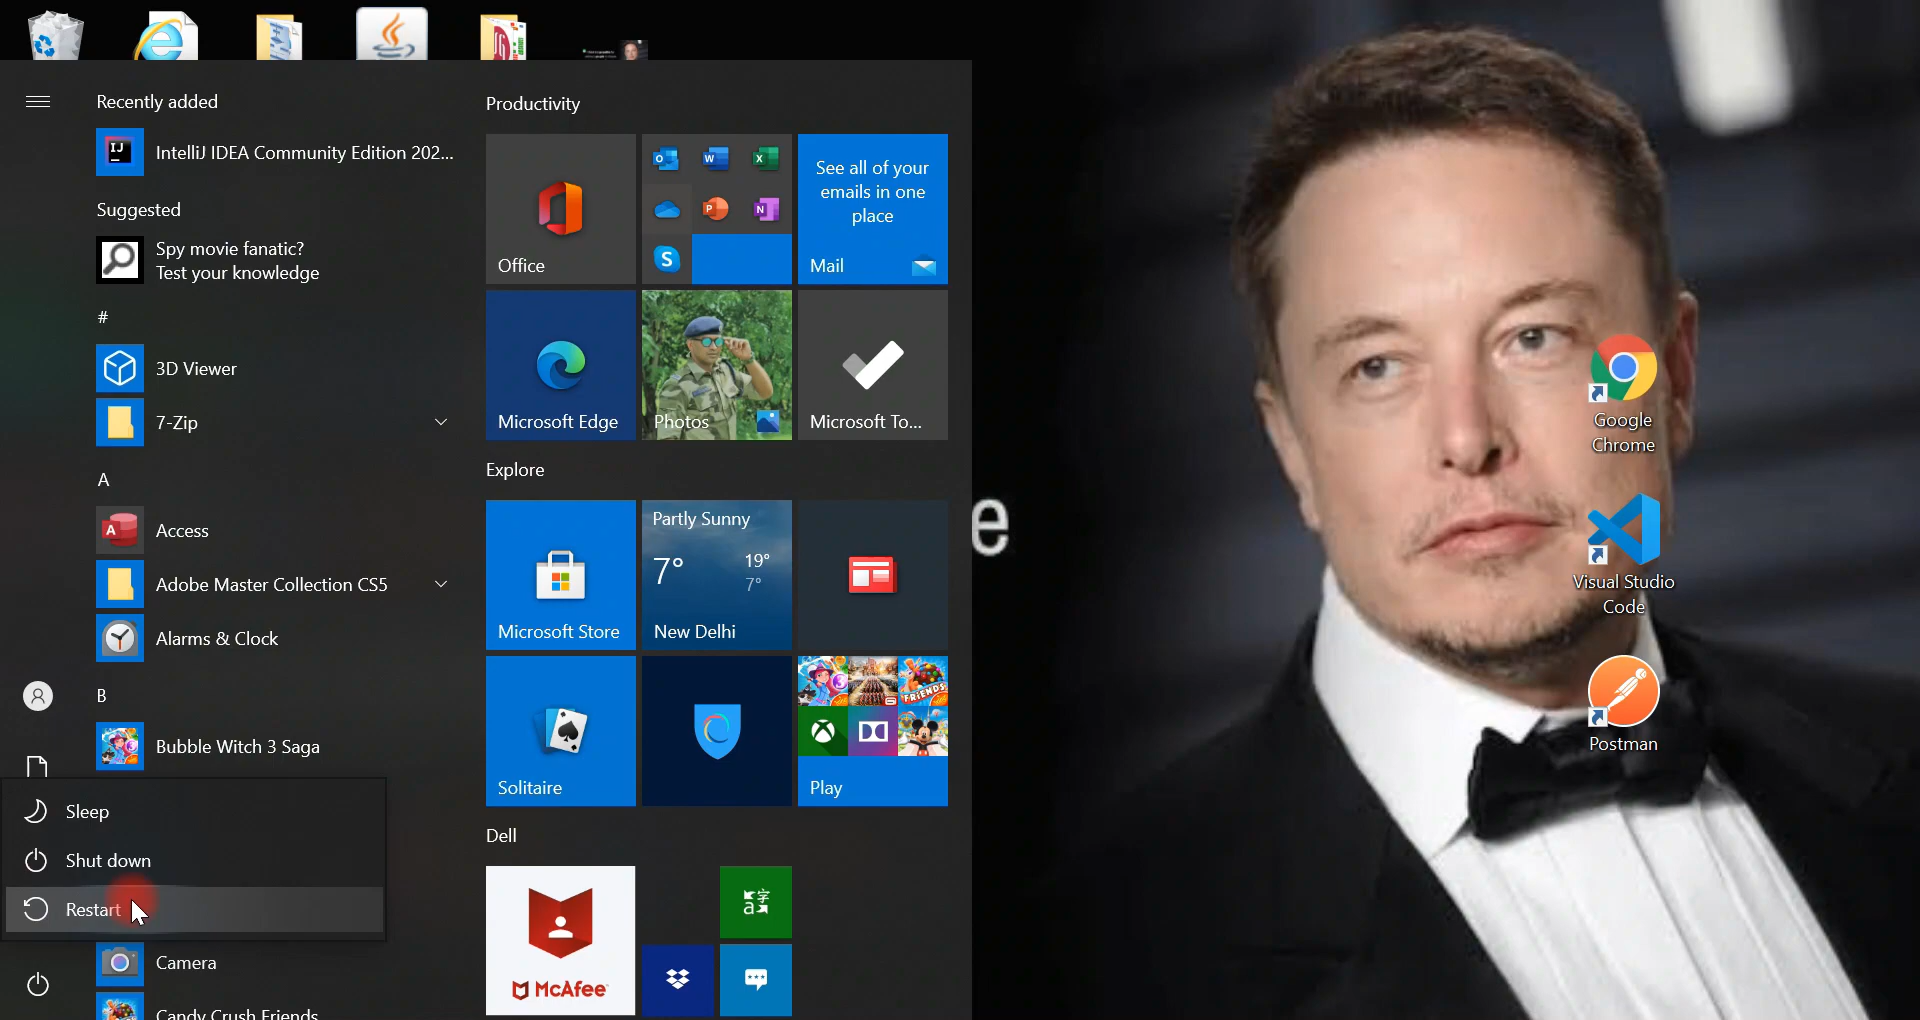 Recently added
IntelliJ IDEA Community Edition 202...
Suggested
Spy movie fanatic?
Test your knowledge
#
3D Viewer
7-Zip
A
Access
Adobe Master Collection CS5
Alarms & Clock
B
Bubble Witch 3 Saga
Sleep
Shut down
Restart
Camera
Candy Crush Friends
Productivity
Office
See all of your
emails in one
place
Mail
Microsoft Edge
Photos
Microsoft To...
Explore
Microsoft Store
Partly Sunny
7°
19°
7°
New Delhi
Solitaire
FRIENDS
Play
Dell
McAfee
e
Google
Chrome
Visual Studio
Code
Postman